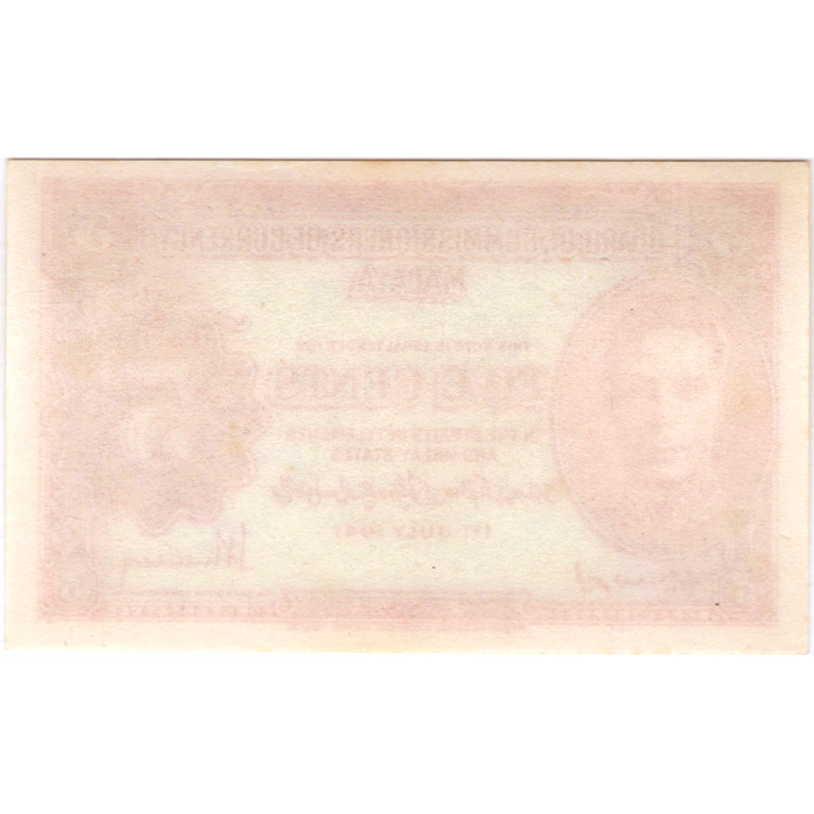 BOARD OF COMMISSIONERS OF CURRENCY
MALAYA
THIS NOTE IS LEGAL TENDER FOR
FIVE CENTS
IN THE STRAITS SETTLEMENTS
AND MALAY STATES
1ST JULY 1941
5